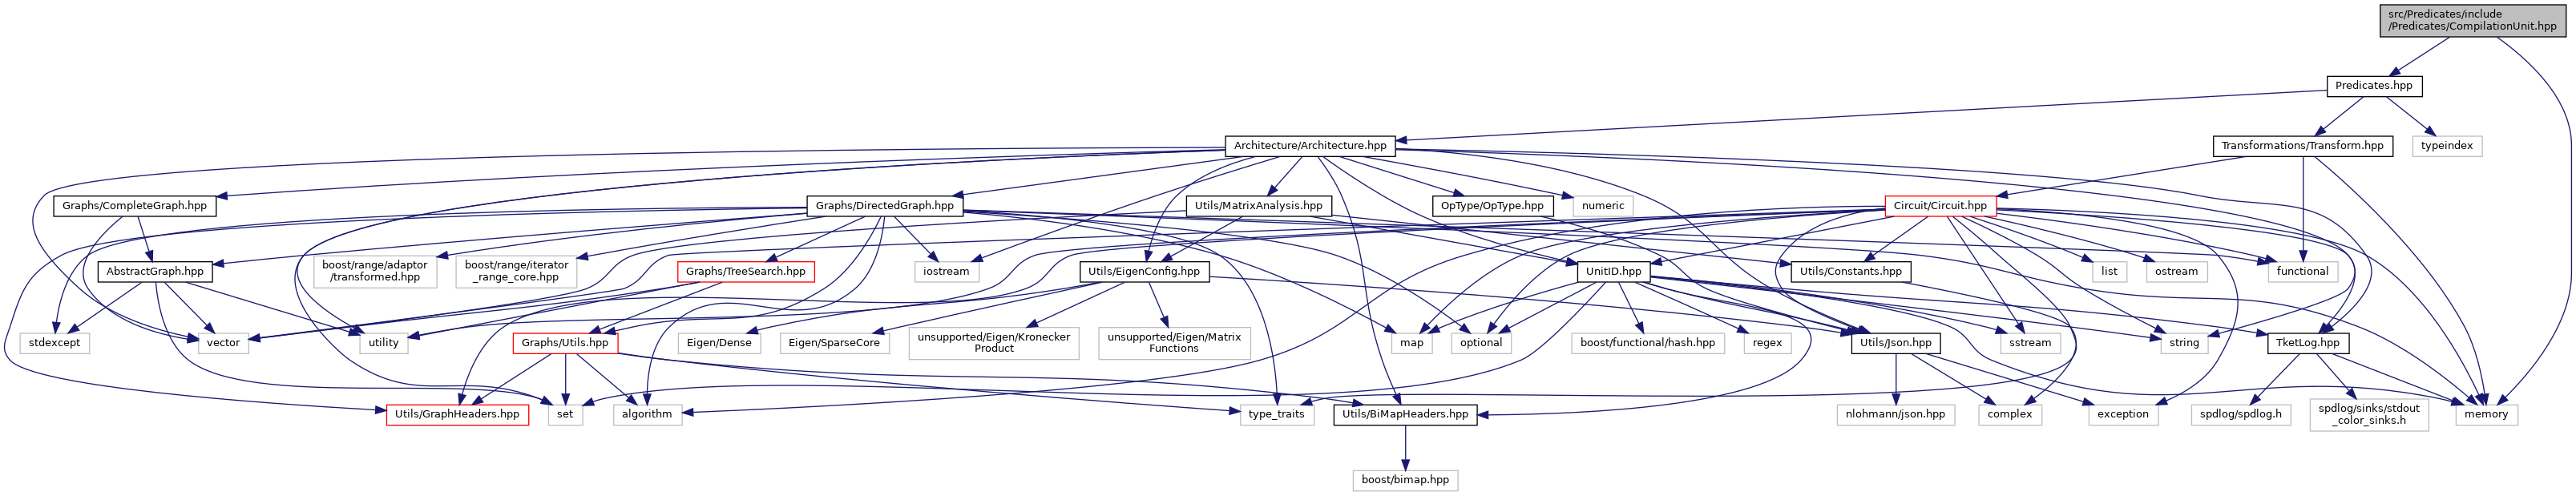 src/Predicates/include
/Predicates/CompilationUnit.hpp
Predicates.hpp
Architecture/Architecture.hpp
Transformations/Transform.hpp
typeindex
Graphs/CompleteGraph.hpp
Graphs/DirectedGraph.hpp
Utils/MatrixAnalysis.hpp
OpType/OpType.hpp
numeric
Circuit/Circuit.hpp
AbstractGraph.hpp
boost/range/adaptor
/transformed.hpp
boost/range/iterator
_range_core.hpp
Graphs/TreeSearch.hpp
iostream
Utils/EigenConfig.hpp
UnitID.hpp
Utils/Constants.hpp
list
ostream
functional
stdexcept
vector
utility
Graphs/Utils.hpp
Eigen/Dense
Eigen/SparseCore
unsupported/Eigen/Kronecker
Product
unsupported/Eigen/Matrix
Functions
map
optional
boost/functional/hash.hpp
regex
Utils/Json.hpp
sstream
string
TketLog.hpp
Utils/GraphHeaders.hpp
set
algorithm
type_traits
Utils/BiMapHeaders.hpp
nlohmann/json.hpp
complex
exception
spdlog/spdlog.h
spdlog/sinks/stdout
_color_sinks.h
memory
boost/bimap.hpp